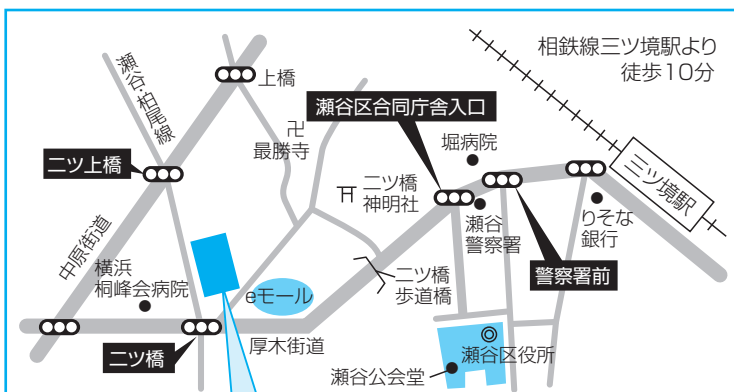 相鉄線三ツ境駅より
徒歩10分
瀬谷・柏尾線
上橋
卍
最勝寺
瀬谷区合同庁舎入口
堀病院
二ツ上橋
二ツ橋
神明社
瀬谷
警察署
三ツ境駅
りそな
銀行
中原街道
横浜
桐峰会病院
eモール
二ツ橋
歩道橋
警察署前
二ツ橋
厚木街道
瀬谷区役所
瀬谷公会堂